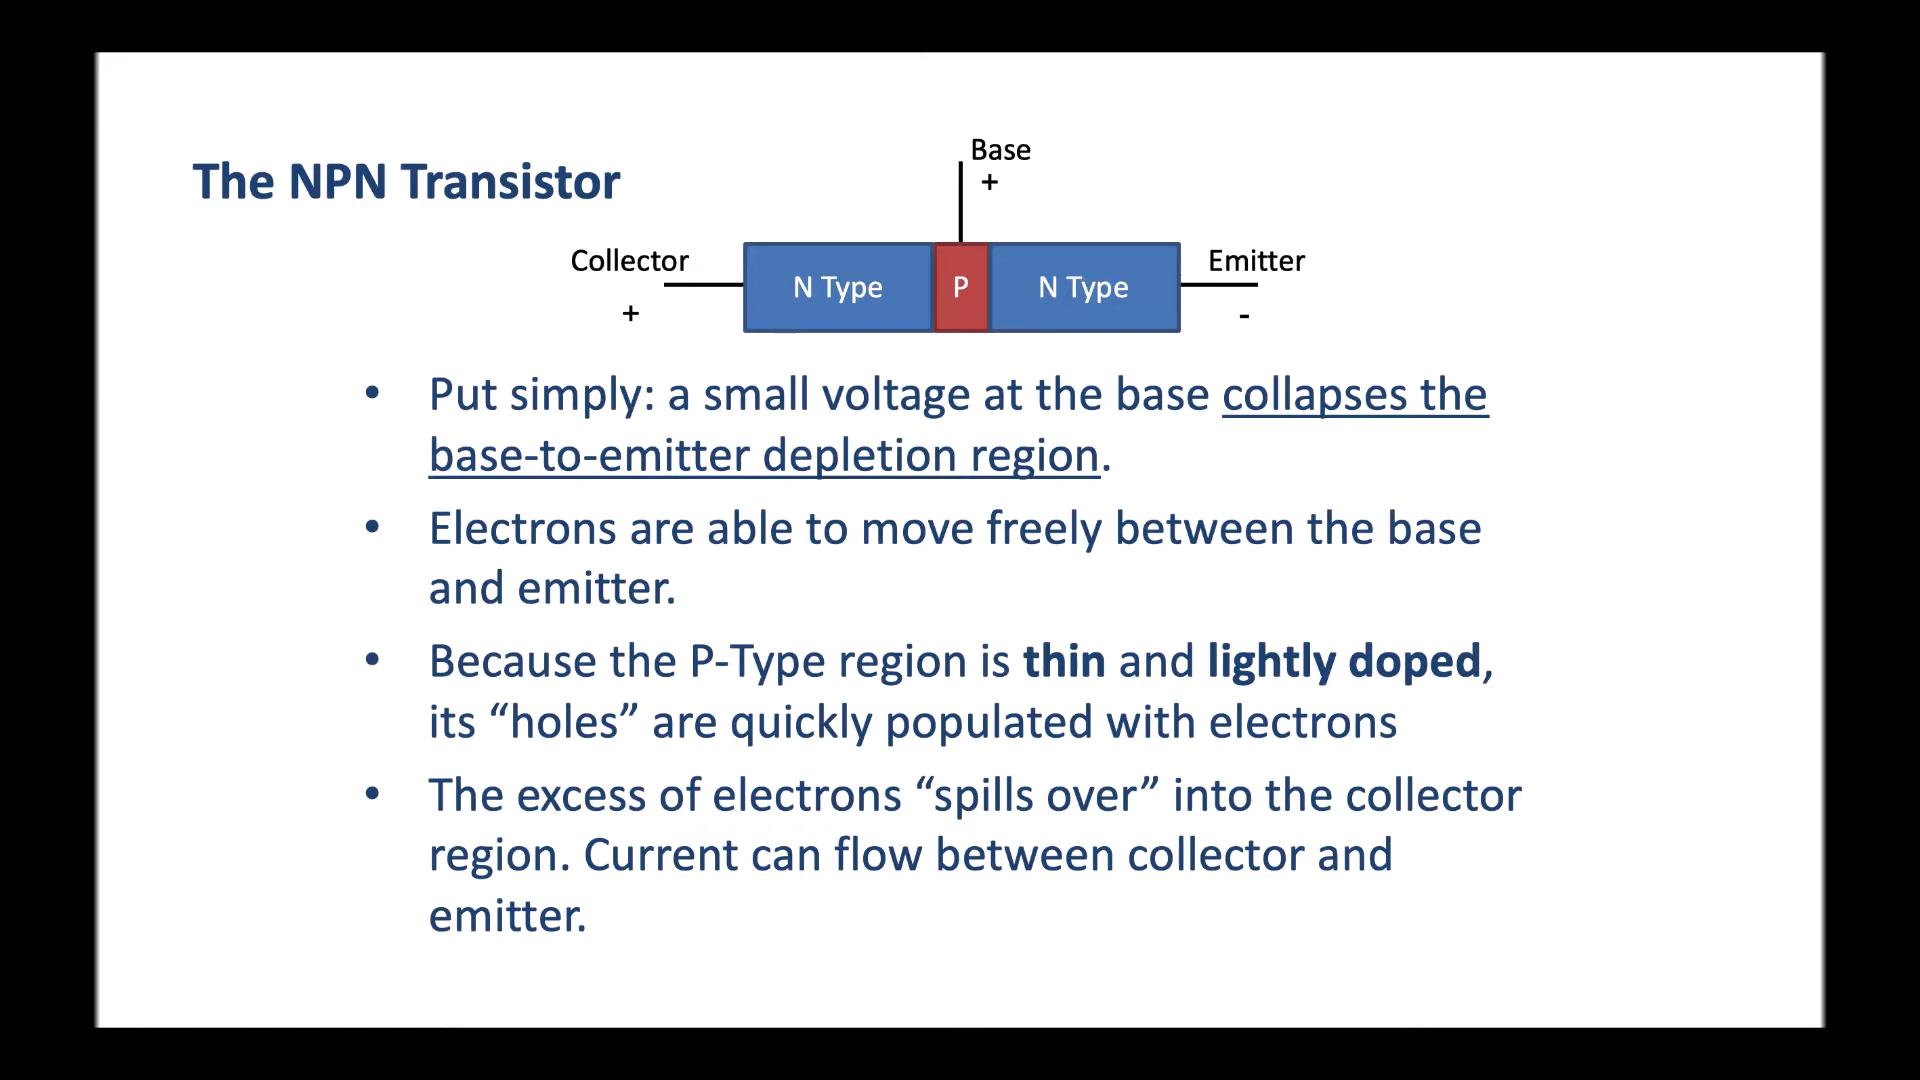 The NPN Transistor
Base
+
Collector
+
N Type
P
N Type
Emitter
-
• Put simply: a small voltage at the base collapses the
base-to-emitter depletion region.
• Electrons are able to move freely between the base
and emitter.
• Because the P-Type region is thin and lightly doped,
its “holes” are quickly populated with electrons
• The excess of electrons “spills over” into the collector
region. Current can flow between collector and
emitter.